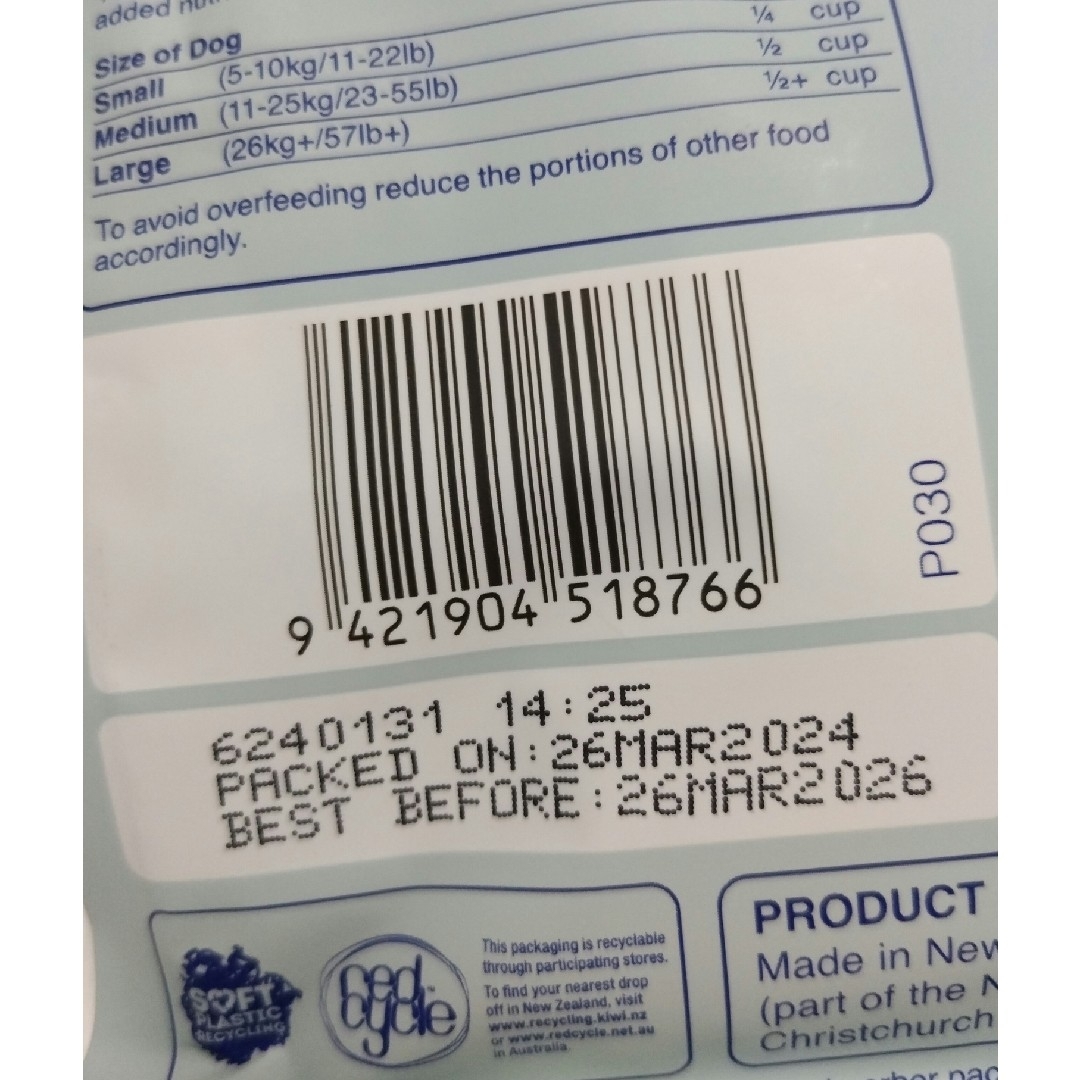 added
¼ cup
Size of Dog
Small (5-10kg/11-22lb) ½ cup
Medium (11-25kg/23-55lb) ½+ cup
Large (26kg+/57lb+)
To avoid overfeeding reduce the portions of other food
accordingly.
9 421904 518766
P030
6240131 14:25
PACKED ON:26MAR2024
BEST BEFORE:26MAR2026
SOFT
PLASTIC
RECYCLING
red
cycle
This packaging is recyclable
through participating stores.
To find your nearest drop
off in New Zealand, visit
www.recycling.kiwi.nz
or www.redcycle.net.au
in Australia.
PRODUCT
Made in New
(part of the N
Christchurch